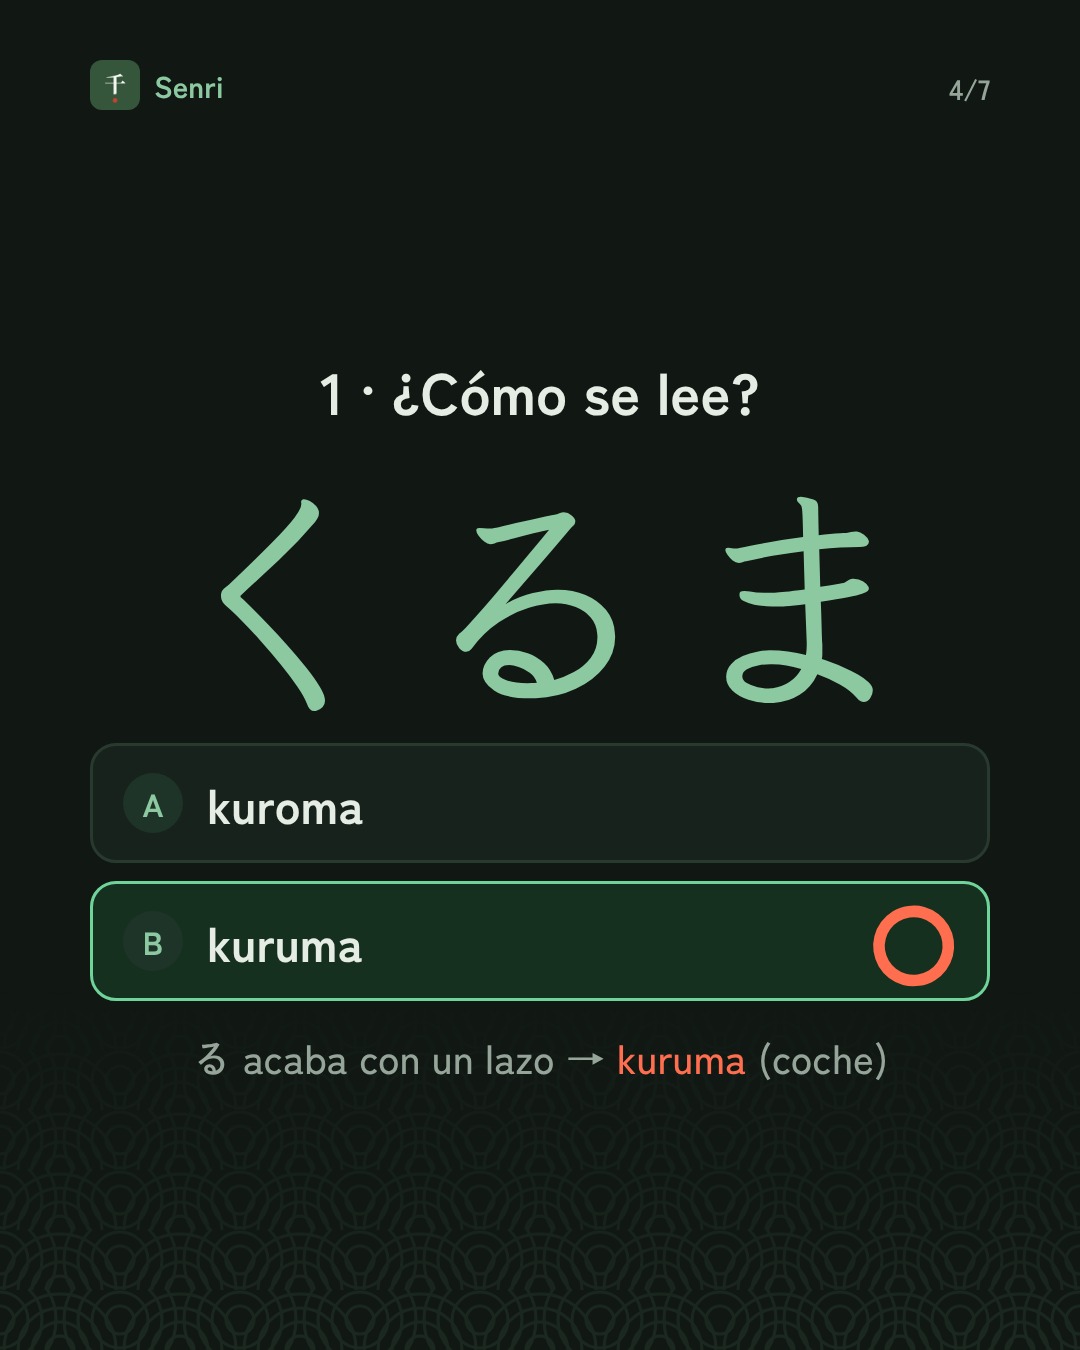 千 Senri
4/7
1 · ¿Cómo se lee?
くるま
A kuroma
B kuruma
る acaba con un lazo → kuruma (coche)